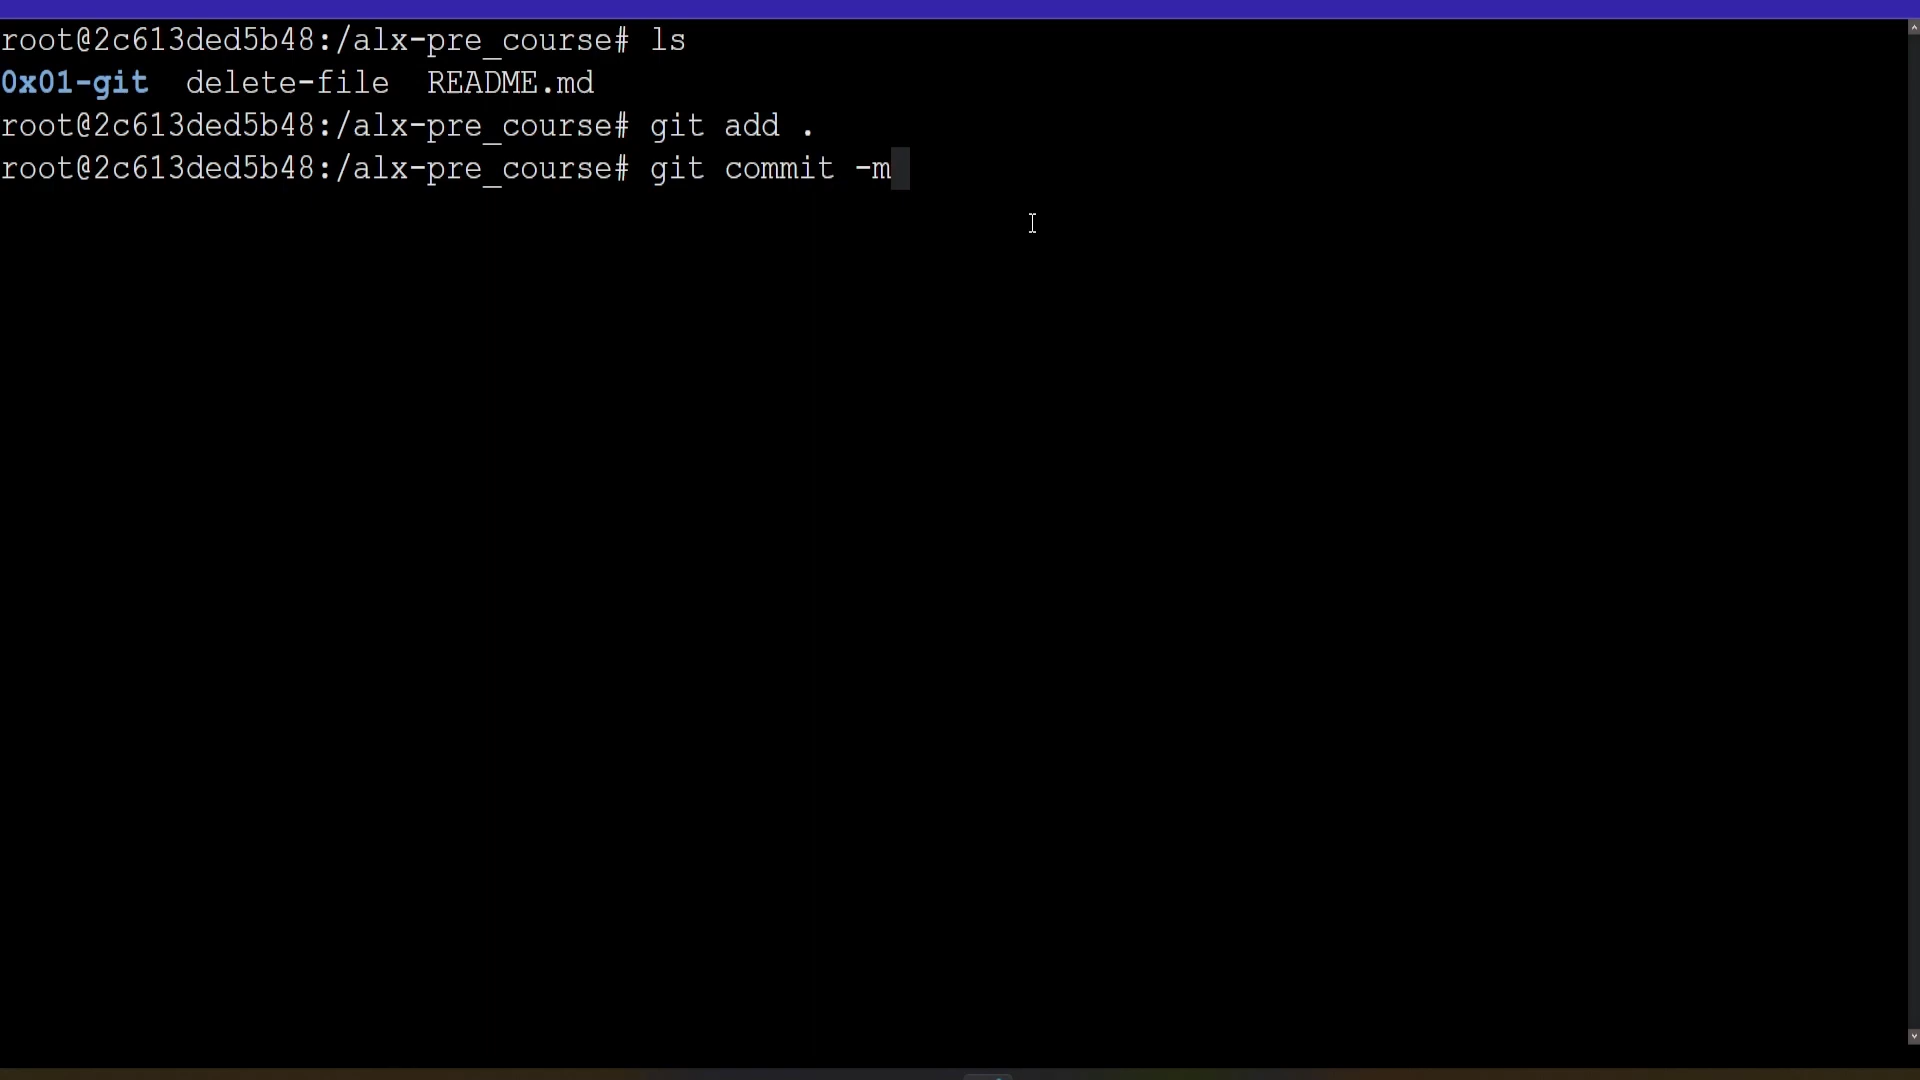 root@2c613ded5b48:/alx-pre_course# ls
0x01-git  delete-file  README.md
root@2c613ded5b48:/alx-pre_course# git add .
root@2c613ded5b48:/alx-pre_course# git commit -m